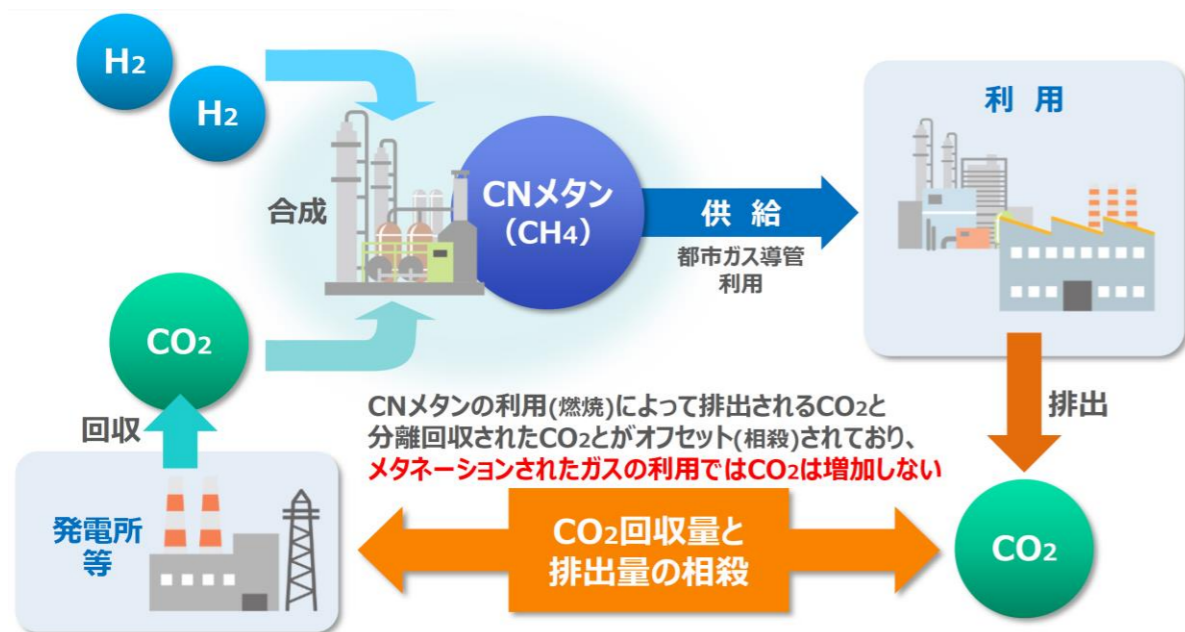 H2
H2
合成
CNメタン
（CH4）
供 給
都市ガス導管
利用
利 用
CO2
回収
発電所
等
CNメタンの利用(燃焼)によって排出されるCO2と
分離回収されたCO2とがオフセット(相殺)されており、
メタネーションされたガスの利用ではCO2は増加しない
排出
CO2回収量と
排出量の相殺
CO2